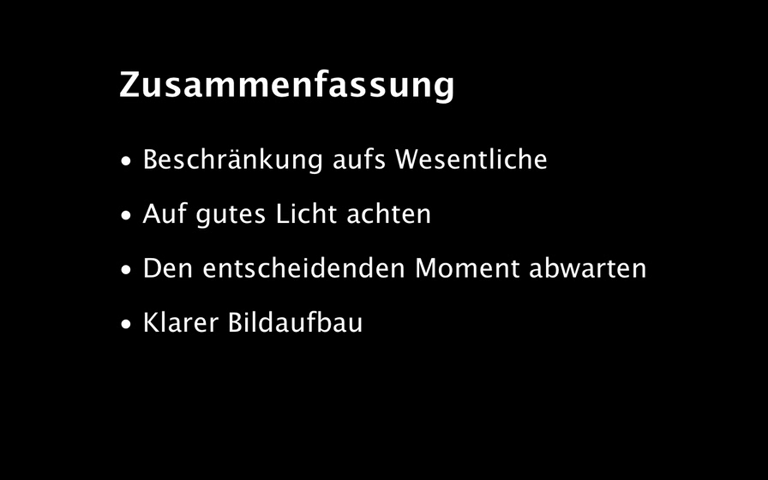 Zusammenfassung
• Beschränkung aufs Wesentliche
• Auf gutes Licht achten
• Den entscheidenden Moment abwarten
• Klarer Bildaufbau